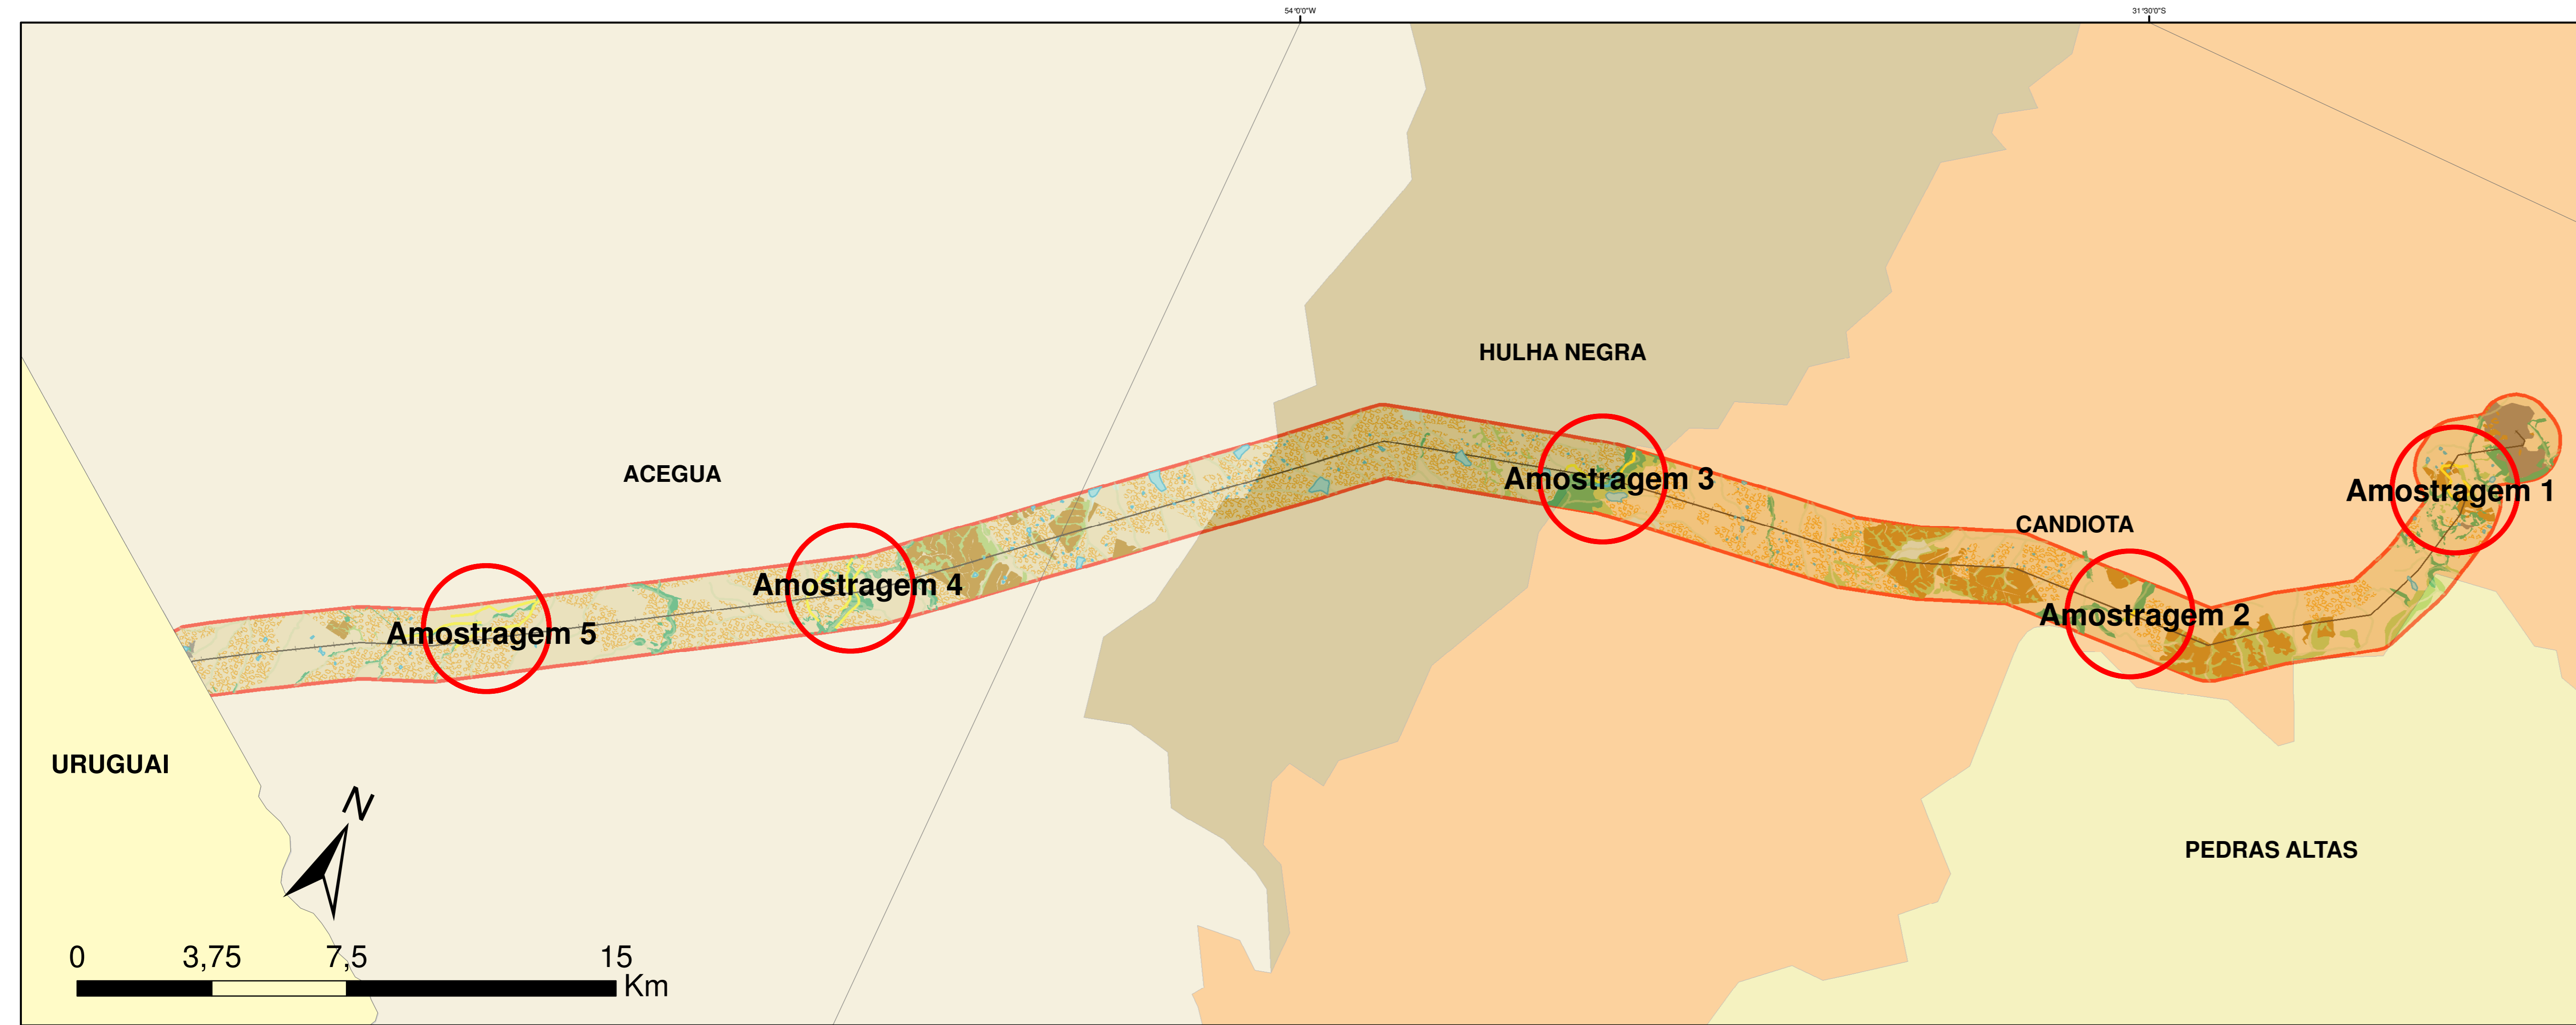 54°0'0"W
31°30'0"S
HULHA NEGRA
ACEGUA
Amostragem 3
Amostragem 1
CANDIOTA
Amostragem 4
Amostragem 2
Amostragem 5
URUGUAI
N
PEDRAS ALTAS
0 3,75 7,5 15
Km